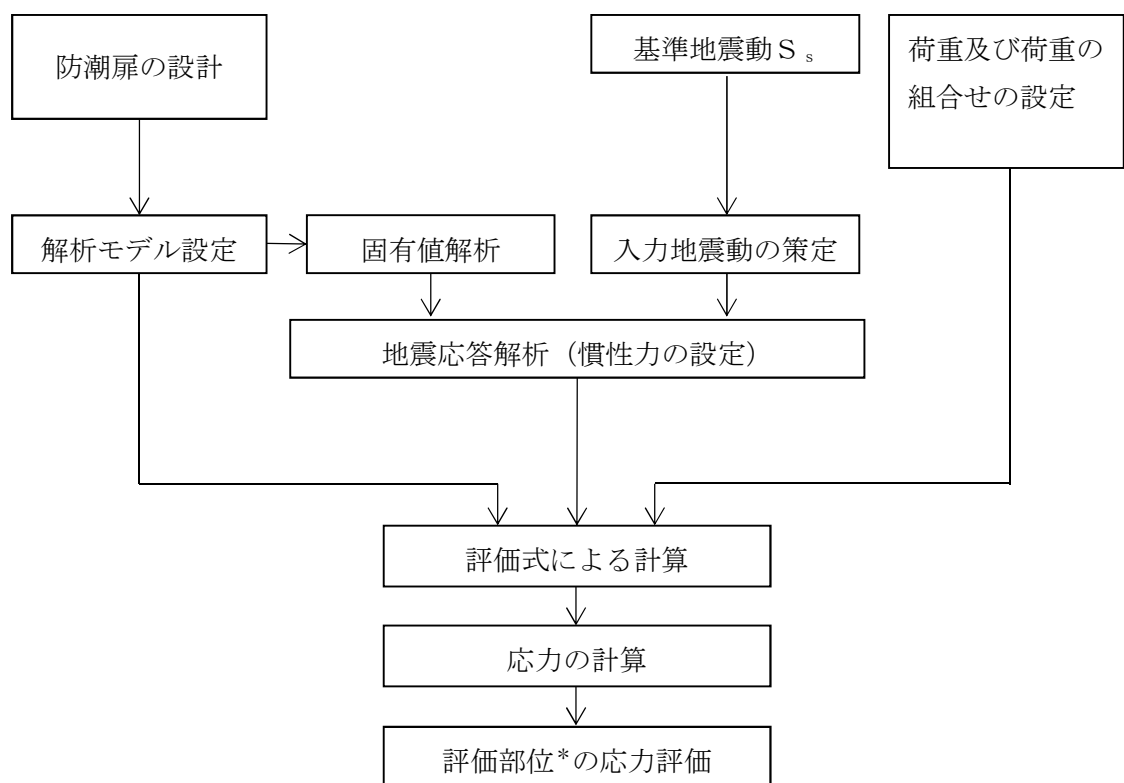 防潮扉の設計
基準地震動Ｓｓ
荷重及び荷重の
組合せの設定
解析モデル設定
固有値解析
入力地震動の策定
地震応答解析（慣性力の設定）
評価式による計算
応力の計算
評価部位*の応力評価